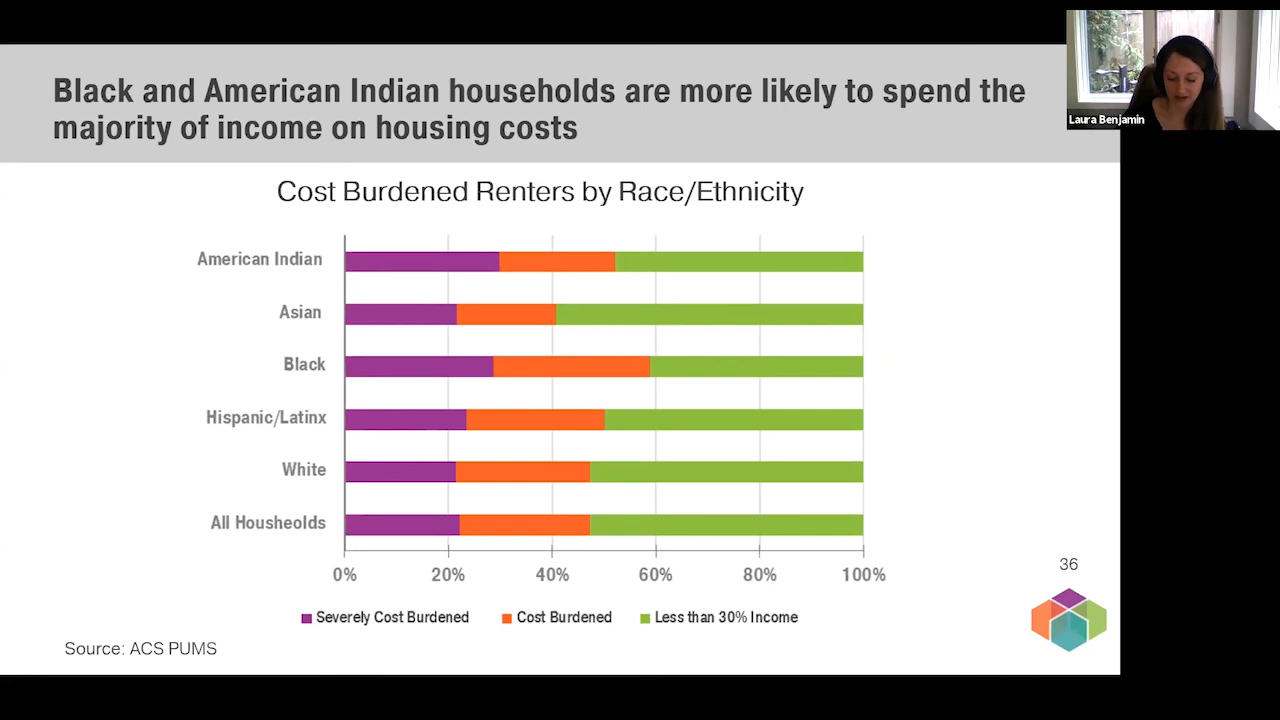 Black and American Indian households are more likely to spend the
majority of income on housing costs
Laura Benjamin
Cost Burdened Renters by Race/Ethnicity
American Indian
Asian
Black
Hispanic/Latinx
White
All Housheolds
0% 20% 40% 60% 80% 100%
36
Severely Cost Burdened Cost Burdened Less than 30% Income
Source: ACS PUMS